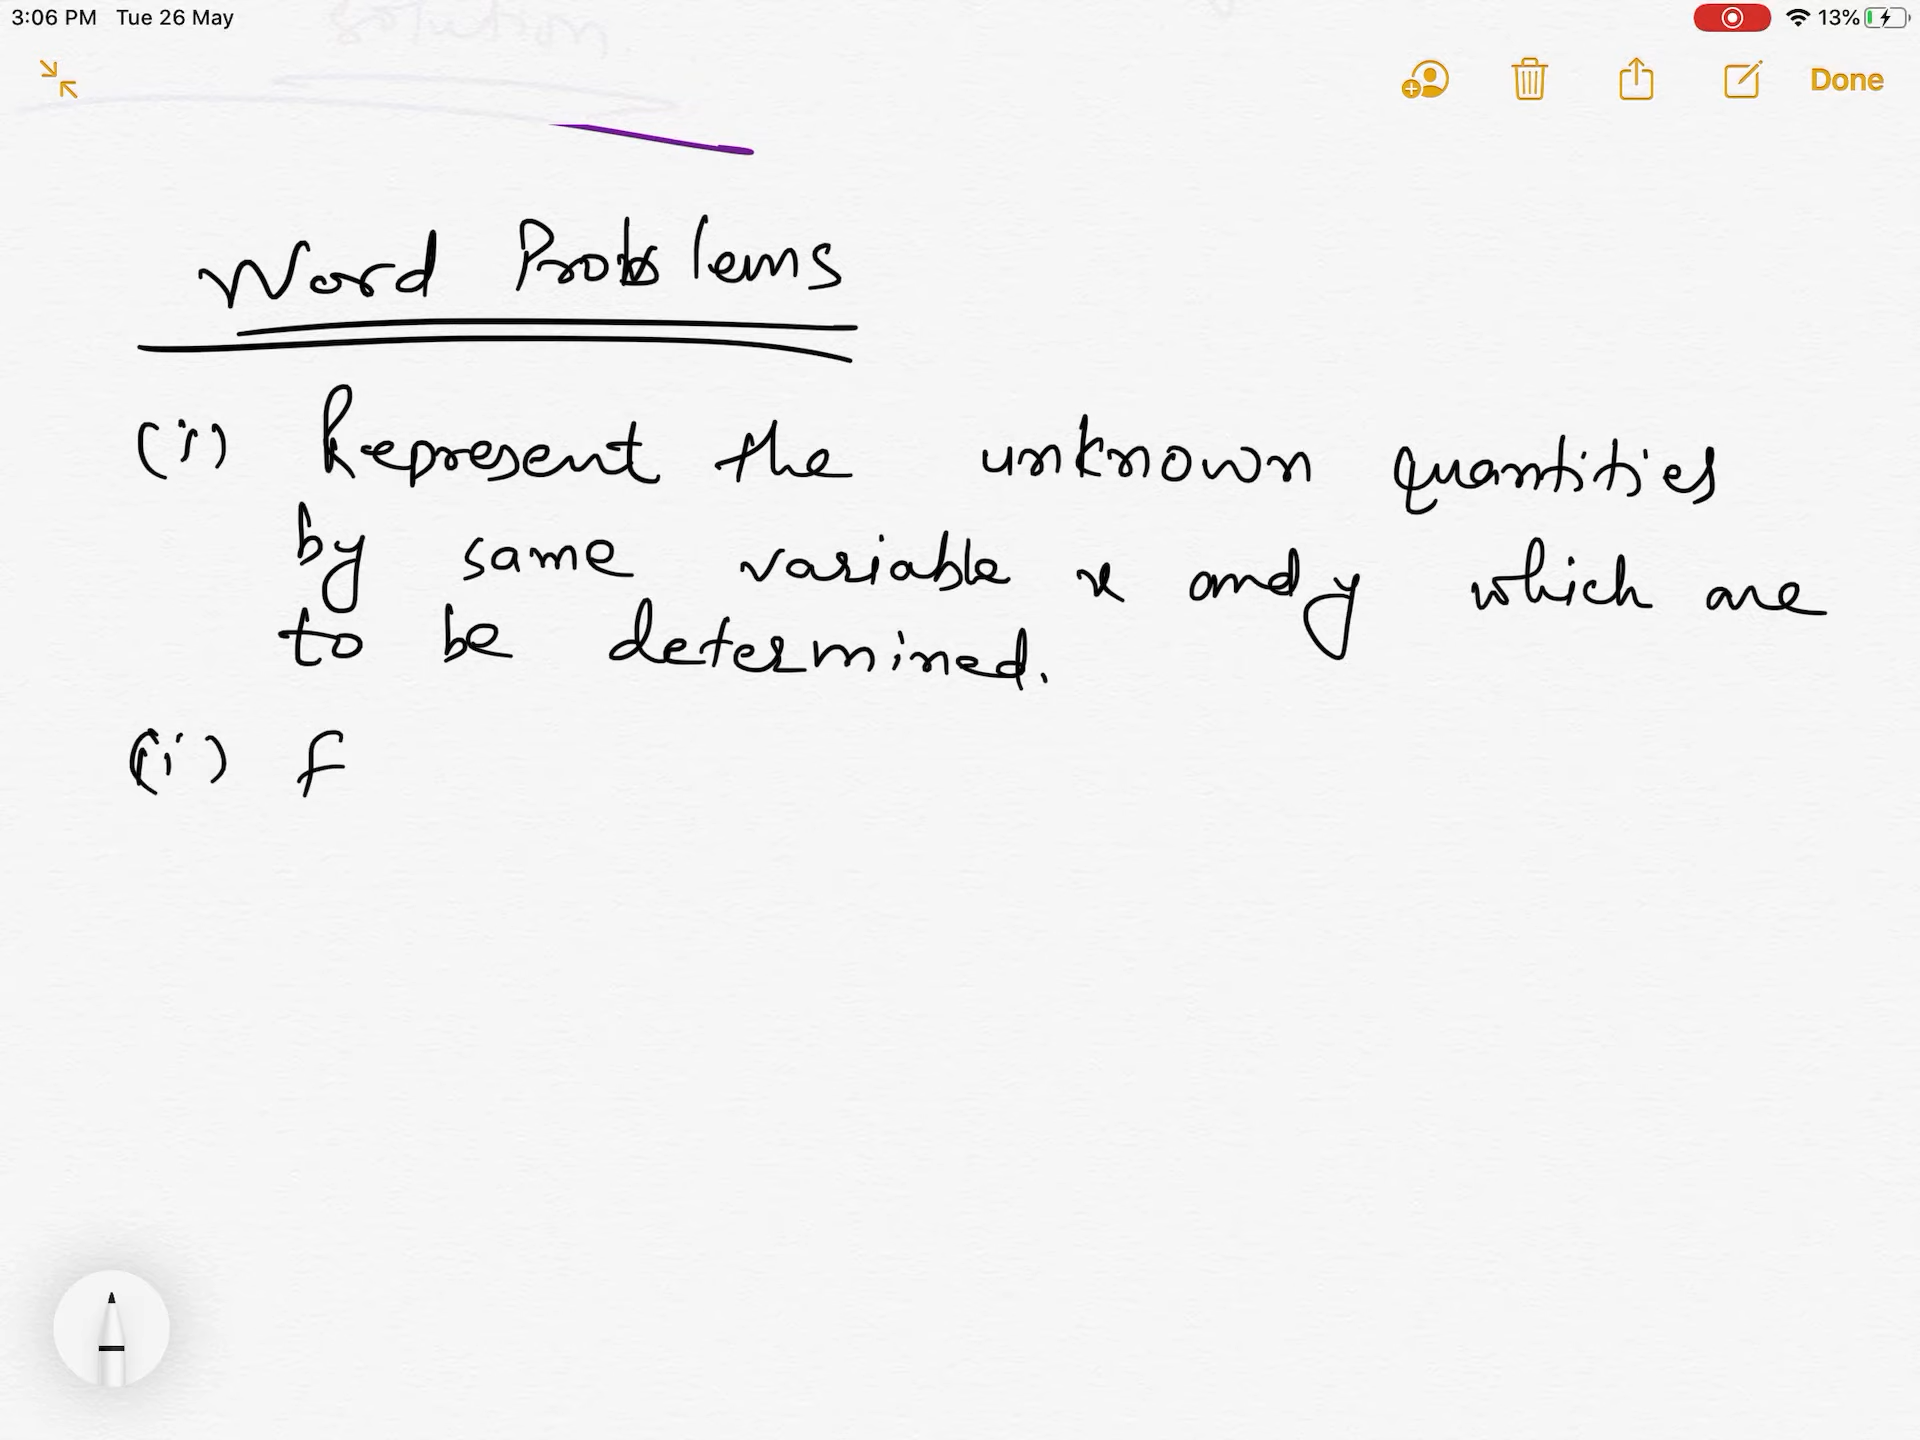 3:06 PM Tue 26 May
13%
solution
Done
Word Problems
(i) Represent the unknown quantities
by same variable x and y which are
to be determined.
(ii) f